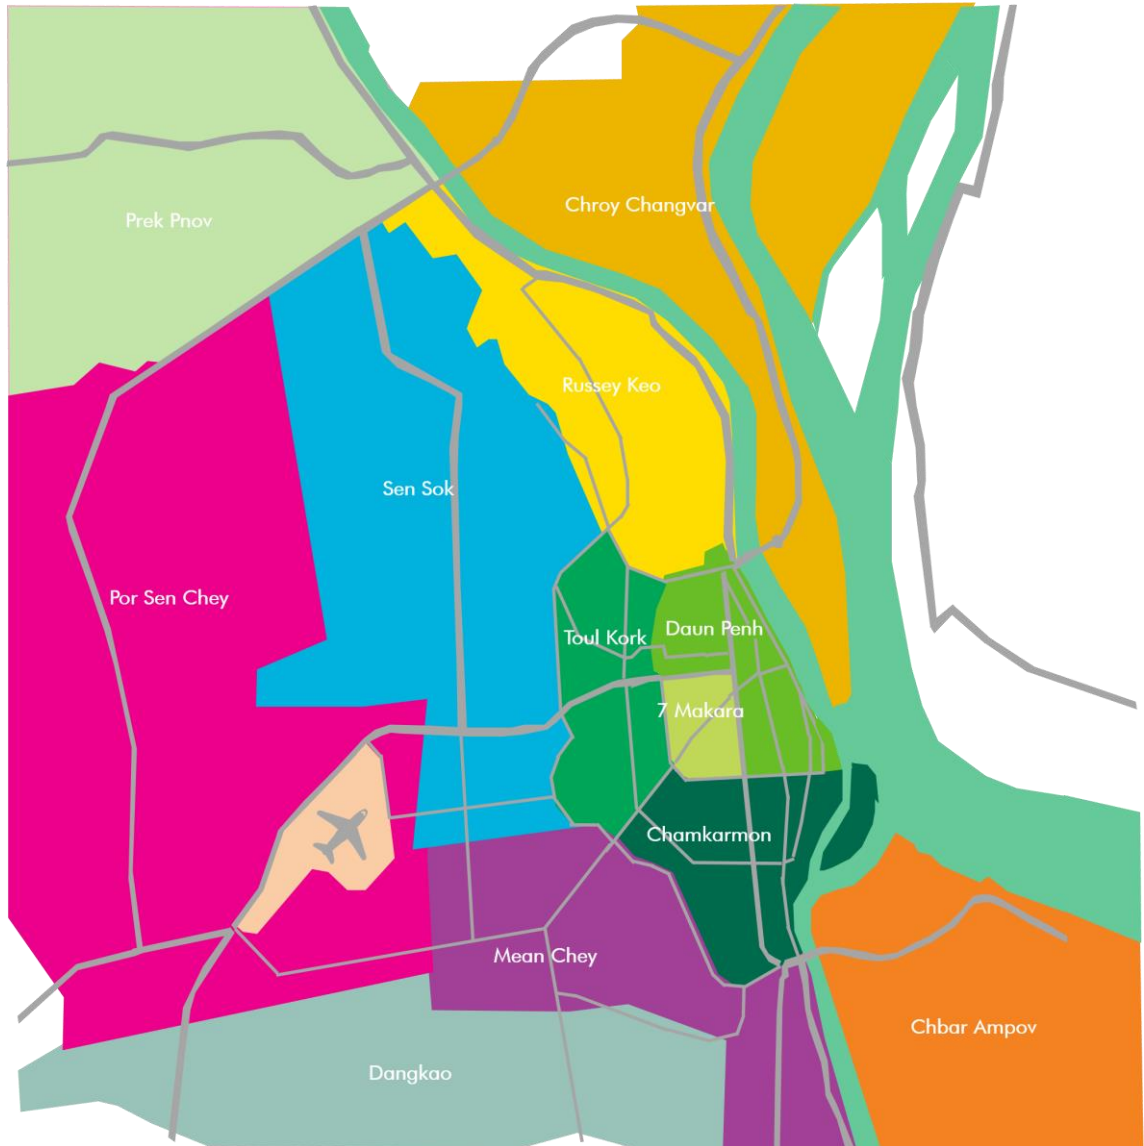 Chroy Changvar
Prek Pnov
Russey Keo
Sen Sok
Por Sen Chey
Toul Kork
Daun Penh
7 Makara
Chamkarmon
Mean Chey
Chbar Ampov
Dangkao